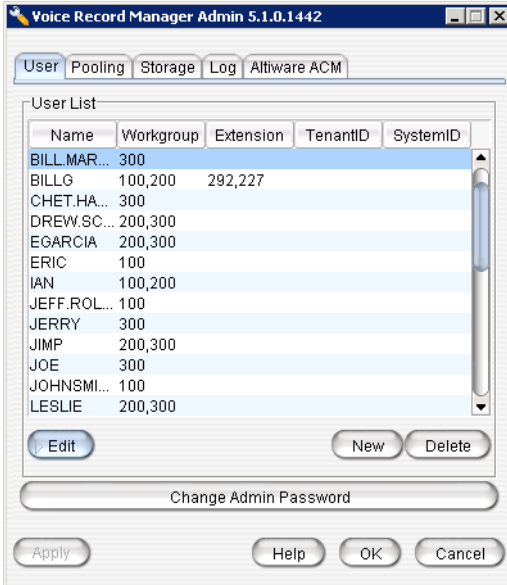 Voice Record Manager Admin 5.1.0.1442
User Pooling Storage Log Altiware ACM
User List
Name Workgroup Extension TenantID SystemID
BILL.MAR... 300
BILLG 100,200 292,227
CHET.HA... 300
DREW.SC... 200,300
EGARCIA 200,300
ERIC 100
IAN 100,200
JEFF.ROL... 100
JERRY 300
JIMP 200,300
JOE 300
JOHNSMI... 100
LESLIE 200,300
Edit New Delete
Change Admin Password
Apply Help OK Cancel